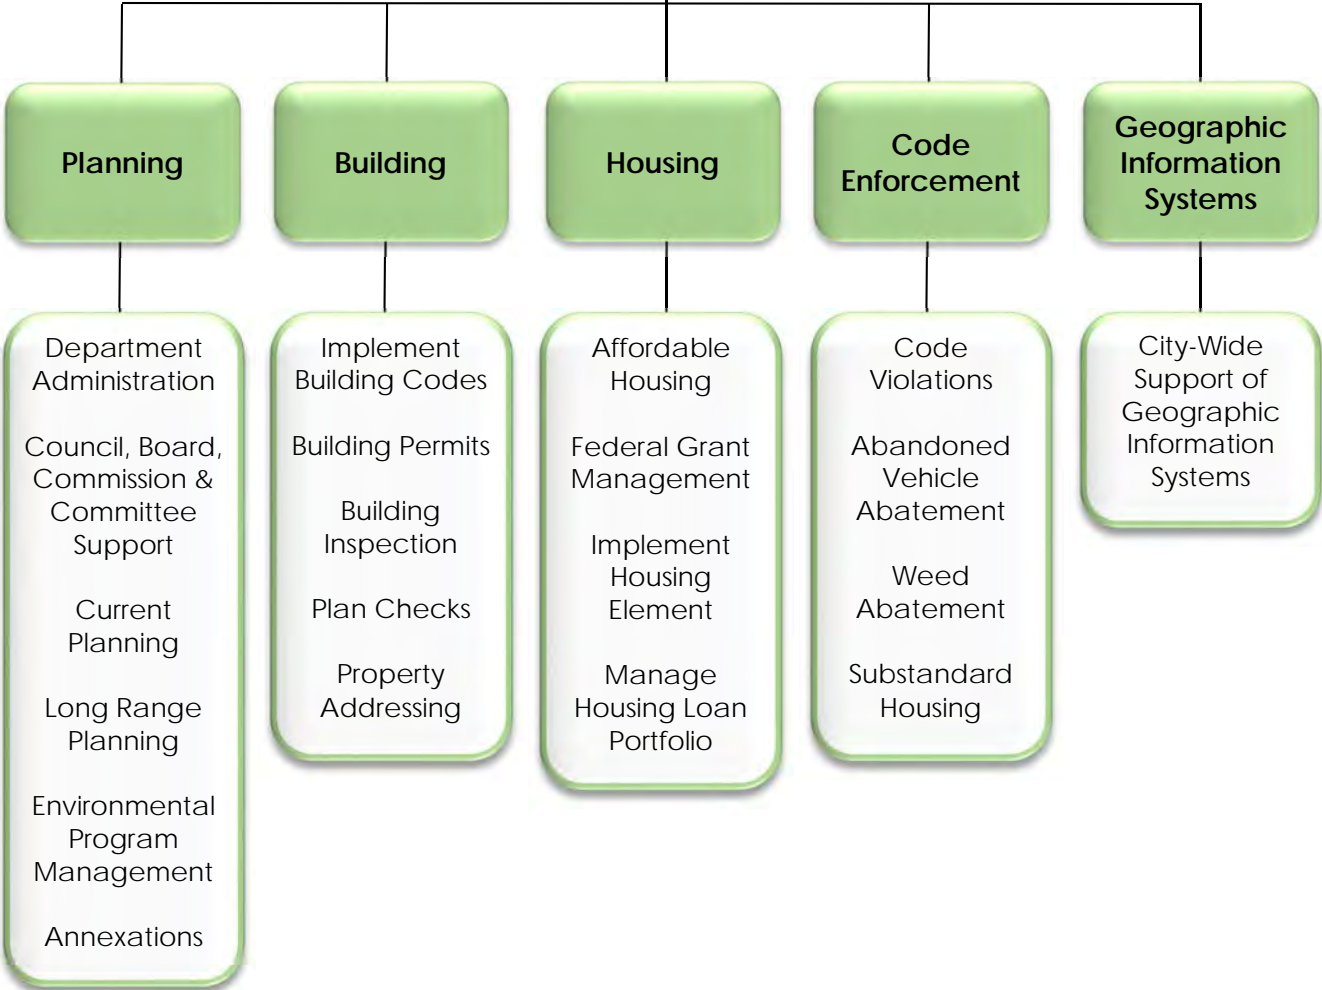 Planning
Building
Housing
Code
Enforcement
Geographic
Information
Systems
Department
Administration
Council, Board,
Commission &
Committee
Support
Current
Planning
Long Range
Planning
Environmental
Program
Management
Annexations
Implement
Building Codes
Building Permits
Building
Inspection
Plan Checks
Property
Addressing
Affordable
Housing
Federal Grant
Management
Implement
Housing
Element
Manage
Housing Loan
Portfolio
Code
Violations
Abandoned
Vehicle
Abatement
Weed
Abatement
Substandard
Housing
City-Wide
Support of
Geographic
Information
Systems